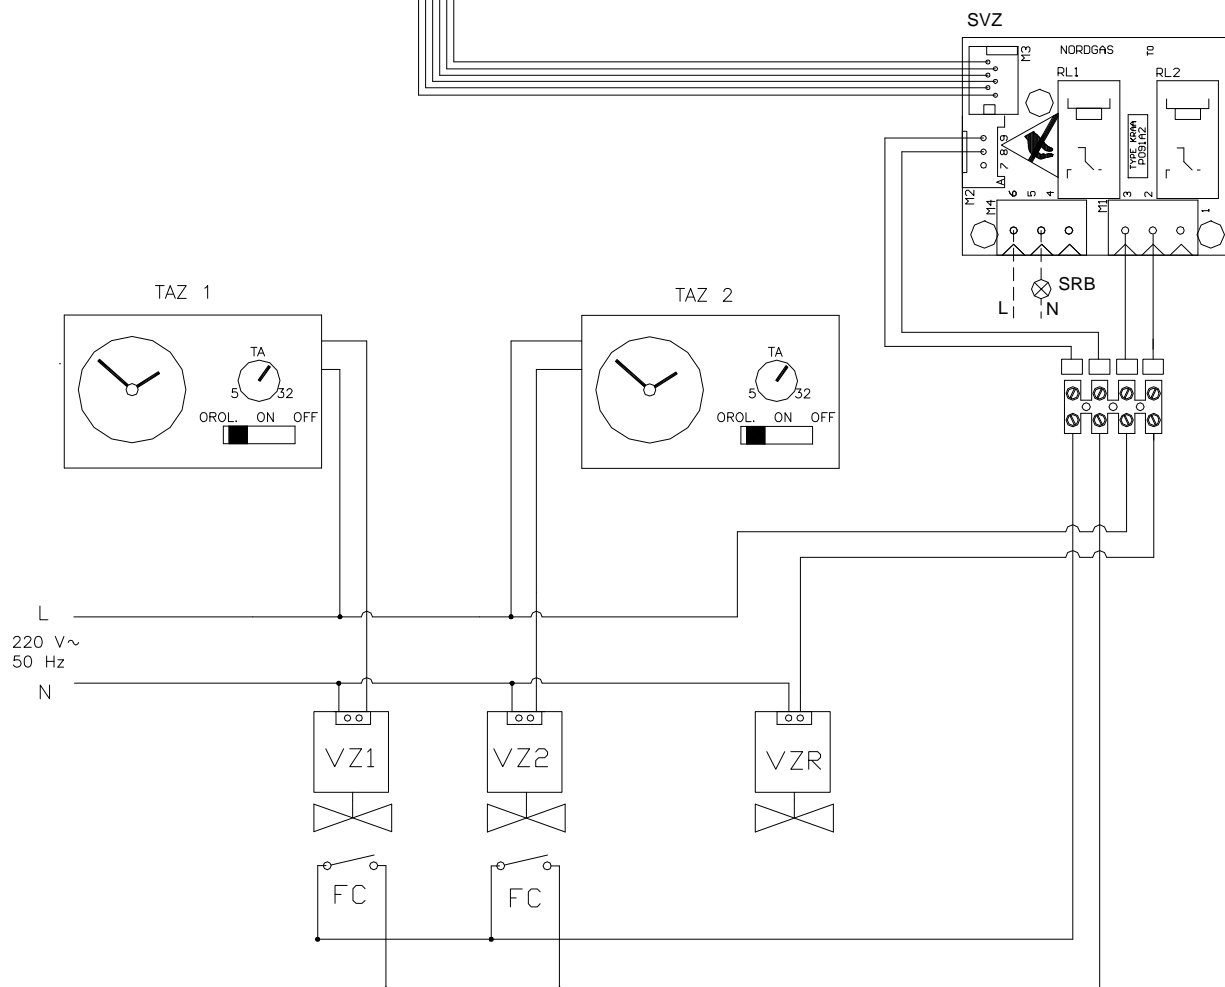 SVZ
M3
NORDGAS
T0
RL1
RL2
TYPE KRAA
P091A2
9
8
7
A
M2
M4
6
5
4
M1
3
2
1
SRB
L
N
TAZ 1
TA
5
32
OROL. ON OFF
TAZ 2
TA
5
32
OROL. ON OFF
L
220 V~
50 Hz
N
VZ1
VZ2
VZR
FC
FC